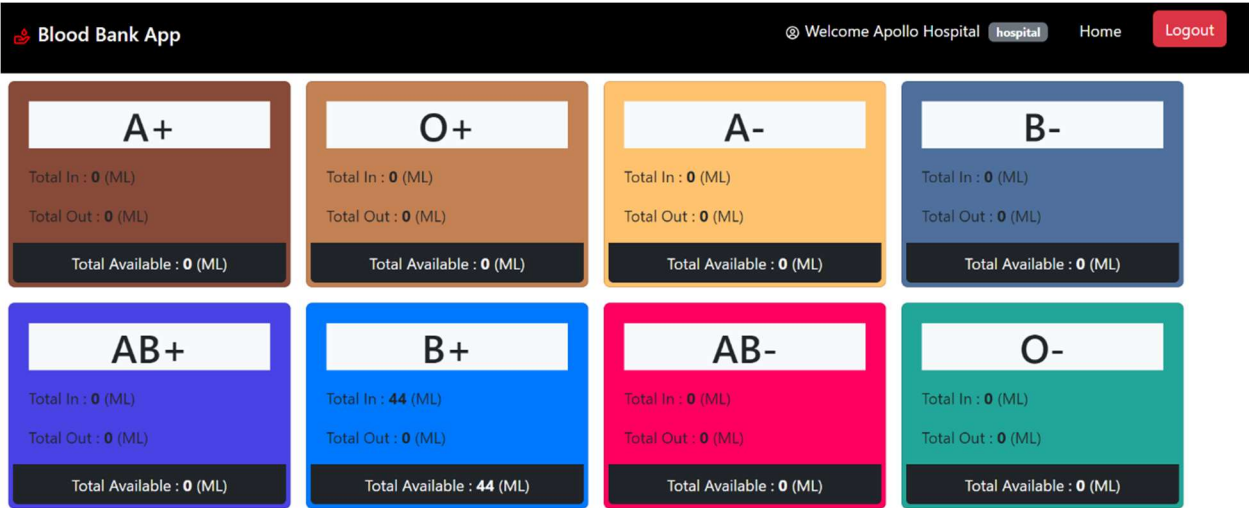 Blood Bank App Welcome Apollo Hospital hospital Home Logout
A+ O+ A- B-
Total In : 0 (ML) Total In : 0 (ML) Total In : 0 (ML) Total In : 0 (ML)
Total Out : 0 (ML) Total Out : 0 (ML) Total Out : 0 (ML) Total Out : 0 (ML)
Total Available : 0 (ML) Total Available : 0 (ML) Total Available : 0 (ML) Total Available : 0 (ML)
AB+ B+ AB- O-
Total In : 0 (ML) Total In : 44 (ML) Total In : 0 (ML) Total In : 0 (ML)
Total Out : 0 (ML) Total Out : 0 (ML) Total Out : 0 (ML) Total Out : 0 (ML)
Total Available : 0 (ML) Total Available : 44 (ML) Total Available : 0 (ML) Total Available : 0 (ML)